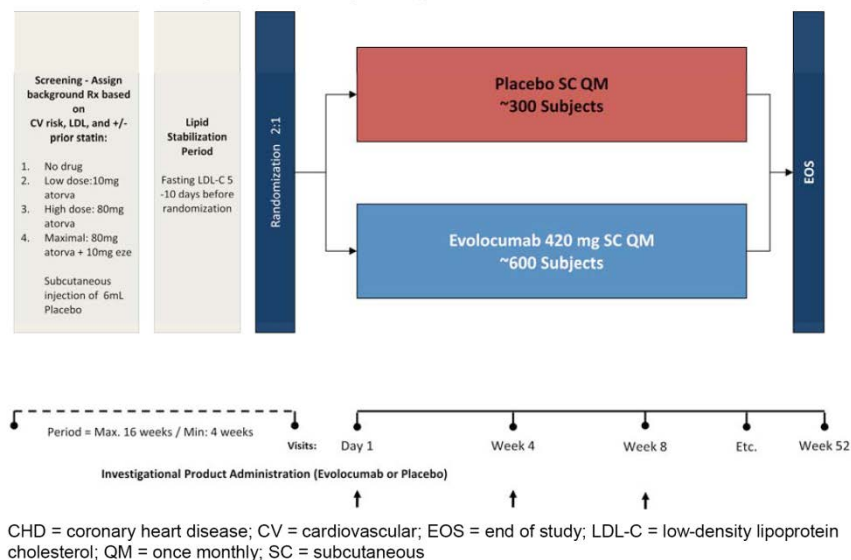 Screening - Assign
background Rx based
on
CV risk, LDL, and +/-
prior statin:
1. No drug
2. Low dose:10mg
atorva
3. High dose: 80mg
atorva
4. Maximal: 80mg
atorva + 10mg eze
Subcutaneous
injection of 6mL
Placebo
Lipid
Stabilization
Period
Fasting LDL-C 5
-10 days before
randomization
Randomization 2:1
Placebo SC QM
~300 Subjects
Evolocumab 420 mg SC QM
~600 Subjects
EOS
Period = Max. 16 weeks / Min: 4 weeks
Visits:
Day 1
Week 4
Week 8
Etc.
Week 52
Investigational Product Administration (Evolocumab or Placebo)
CHD = coronary heart disease; CV = cardiovascular; EOS = end of study; LDL-C = low-density lipoprotein
cholesterol; QM = once monthly; SC = subcutaneous